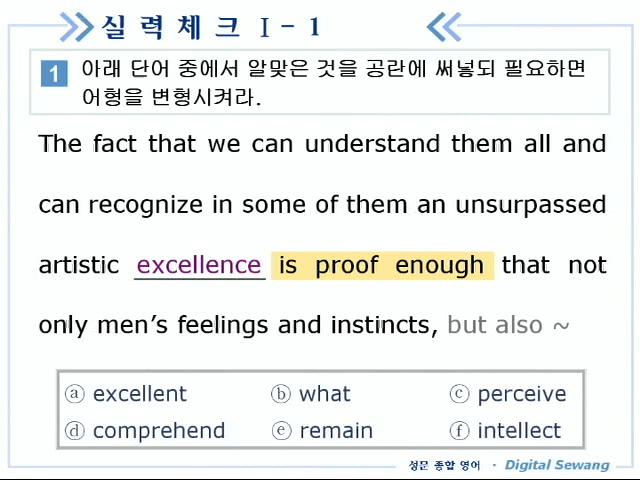 실력체크 I - 1
1 아래 단어 중에서 알맞은 것을 공란에 써넣되 필요하면
어형을 변형시켜라.
The fact that we can understand them all and
can recognize in some of them an unsurpassed
artistic excellence is proof enough that not
only men's feelings and instincts, but also ~
ⓐ excellent ⓑ what ⓒ perceive
ⓓ comprehend ⓔ remain ⓕ intellect
성문 종합 영어 · Digital Sewang